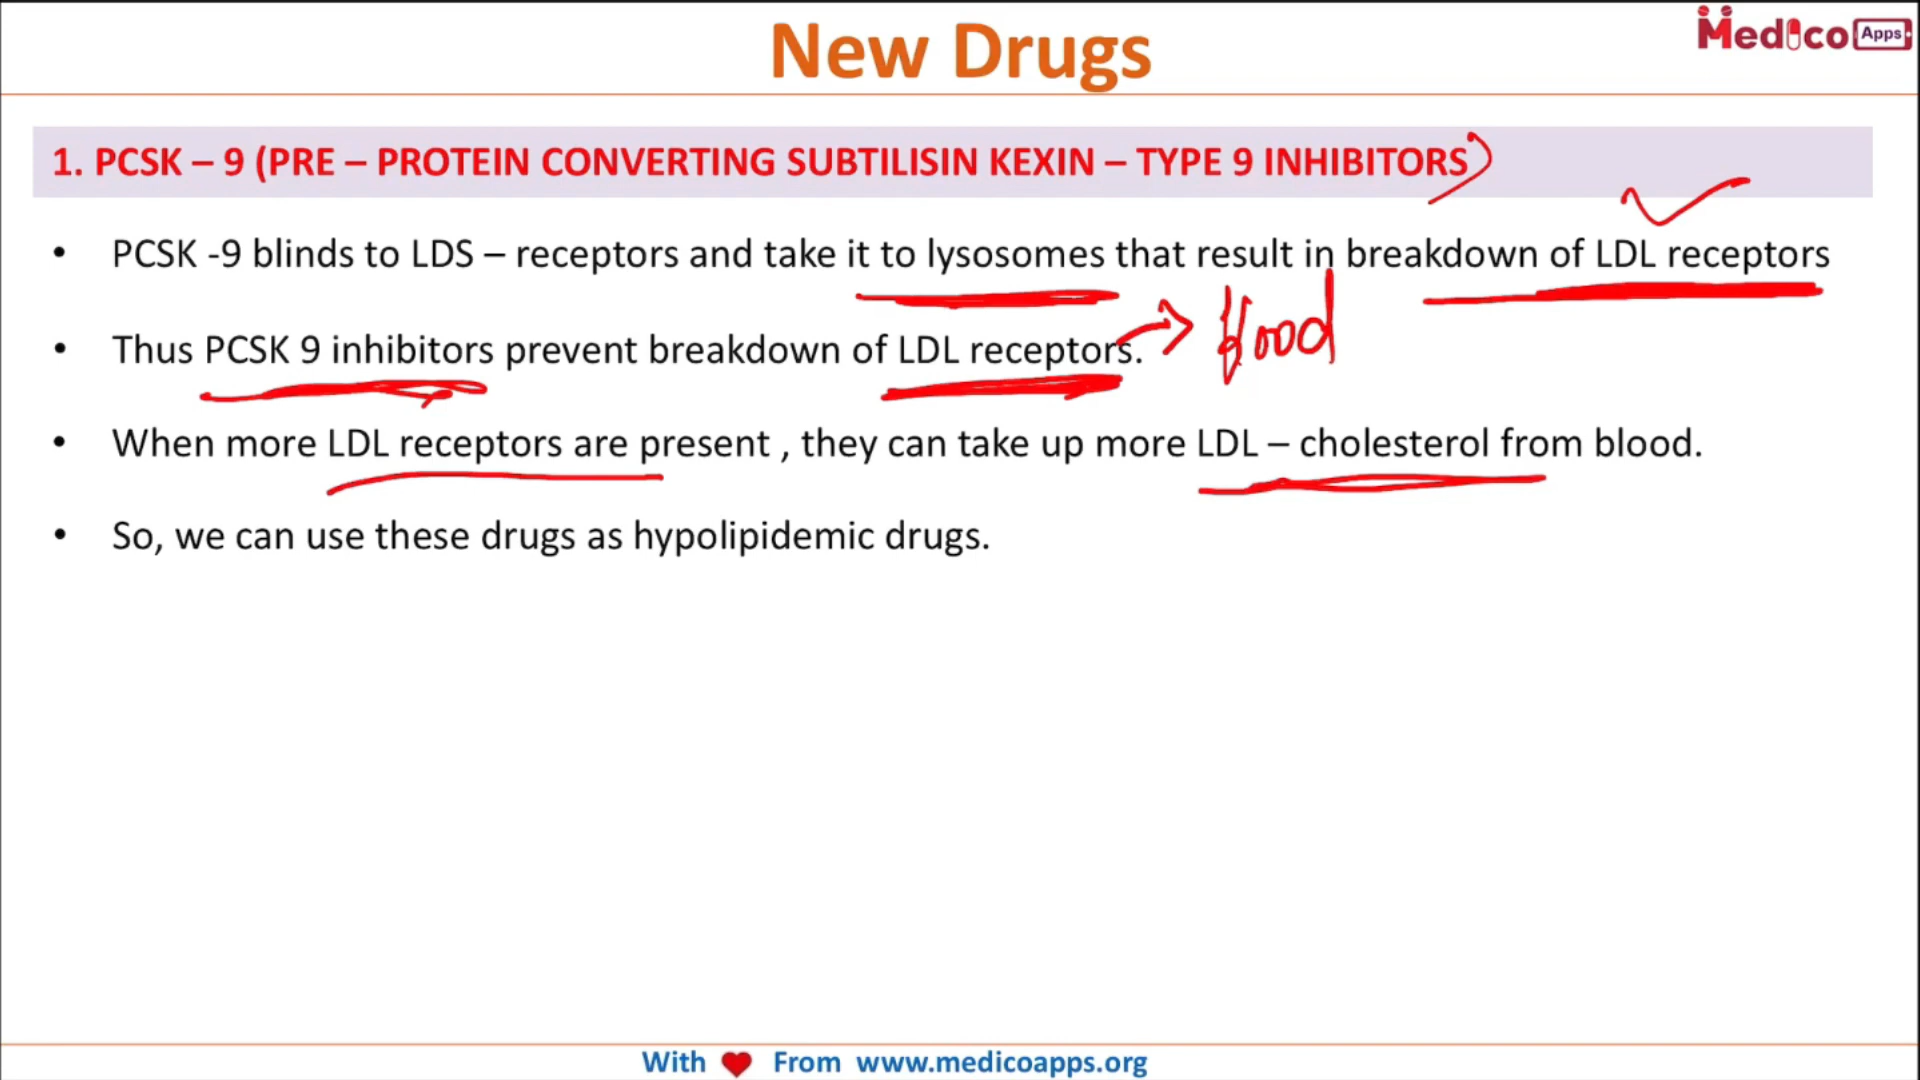 New Drugs
Medico Apps
1. PCSK – 9 (PRE – PROTEIN CONVERTING SUBTILISIN KEXIN – TYPE 9 INHIBITORS)
• PCSK -9 blinds to LDS – receptors and take it to lysosomes that result in breakdown of LDL receptors
• Thus PCSK 9 inhibitors prevent breakdown of LDL receptors. → blood
• When more LDL receptors are present , they can take up more LDL – cholesterol from blood.
• So, we can use these drugs as hypolipidemic drugs.
With ❤ From www.medicoapps.org